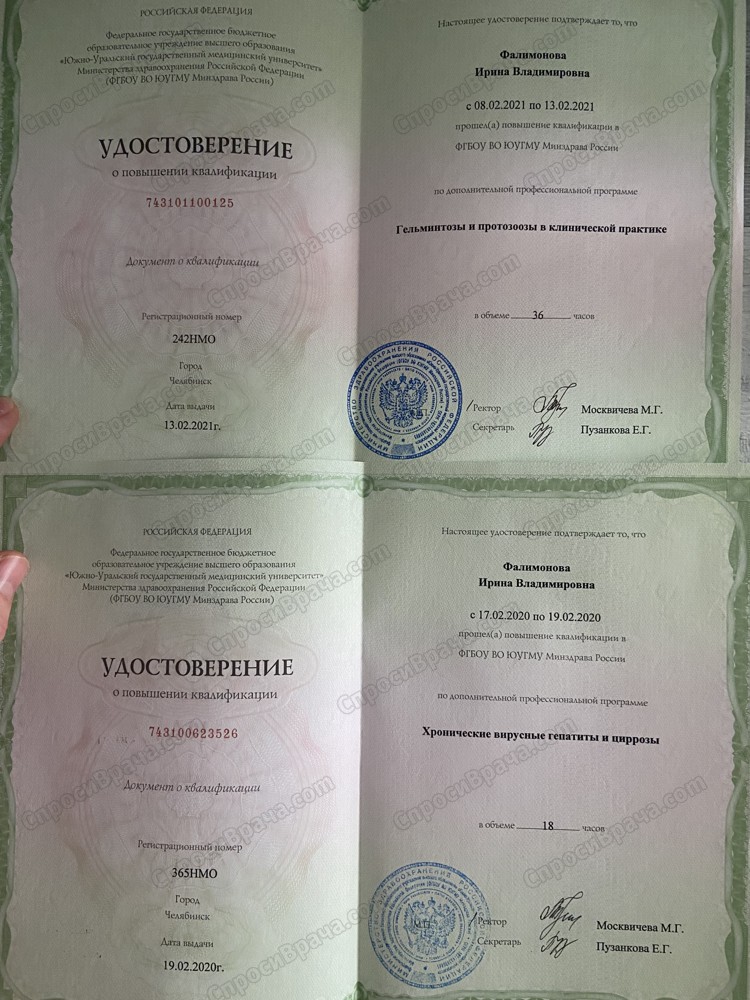 РОССИЙСКАЯ ФЕДЕРАЦИЯ
Федеральное государственное бюджетное
образовательное учреждение высшего образования
«Южно-Уральский государственный медицинский университет»
Министерства здравоохранения Российской Федерации
(ФГБОУ ВО ЮУГМУ Минздрава России)
УДОСТОВЕРЕНИЕ
о повышении квалификации
743101100125
Документ о квалификации
Регистрационный номер
242НМО
Город
Челябинск
Дата выдачи
13.02.2021г.
Настоящее удостоверение подтверждает то, что
Фалимонова
Ирина Владимировна
с 08.02.2021 по 13.02.2021
прошел(а) повышение квалификации в
ФГБОУ ВО ЮУГМУ Минздрава России
по дополнительной профессиональной программе
Гельминтозы и протозоозы в клинической практике
в объеме 36 часов
Ректор Москвичева М.Г.
Секретарь Пузанкова Е.Г.
РОССИЙСКАЯ ФЕДЕРАЦИЯ
Федеральное государственное бюджетное
образовательное учреждение высшего образования
«Южно-Уральский государственный медицинский университет»
Министерства здравоохранения Российской Федерации
(ФГБОУ ВО ЮУГМУ Минздрава России)
УДОСТОВЕРЕНИЕ
о повышении квалификации
743100623526
Документ о квалификации
Регистрационный номер
365НМО
Город
Челябинск
Дата выдачи
19.02.2020г.
Настоящее удостоверение подтверждает то, что
Фалимонова
Ирина Владимировна
с 17.02.2020 по 19.02.2020
прошел(а) повышение квалификации в
ФГБОУ ВО ЮУГМУ Минздрава России
по дополнительной профессиональной программе
Хронические вирусные гепатиты и циррозы
в объеме 18 часов
М.П.
Ректор Москвичева М.Г.
Секретарь Пузанкова Е.Г.
СпросиВрача.com